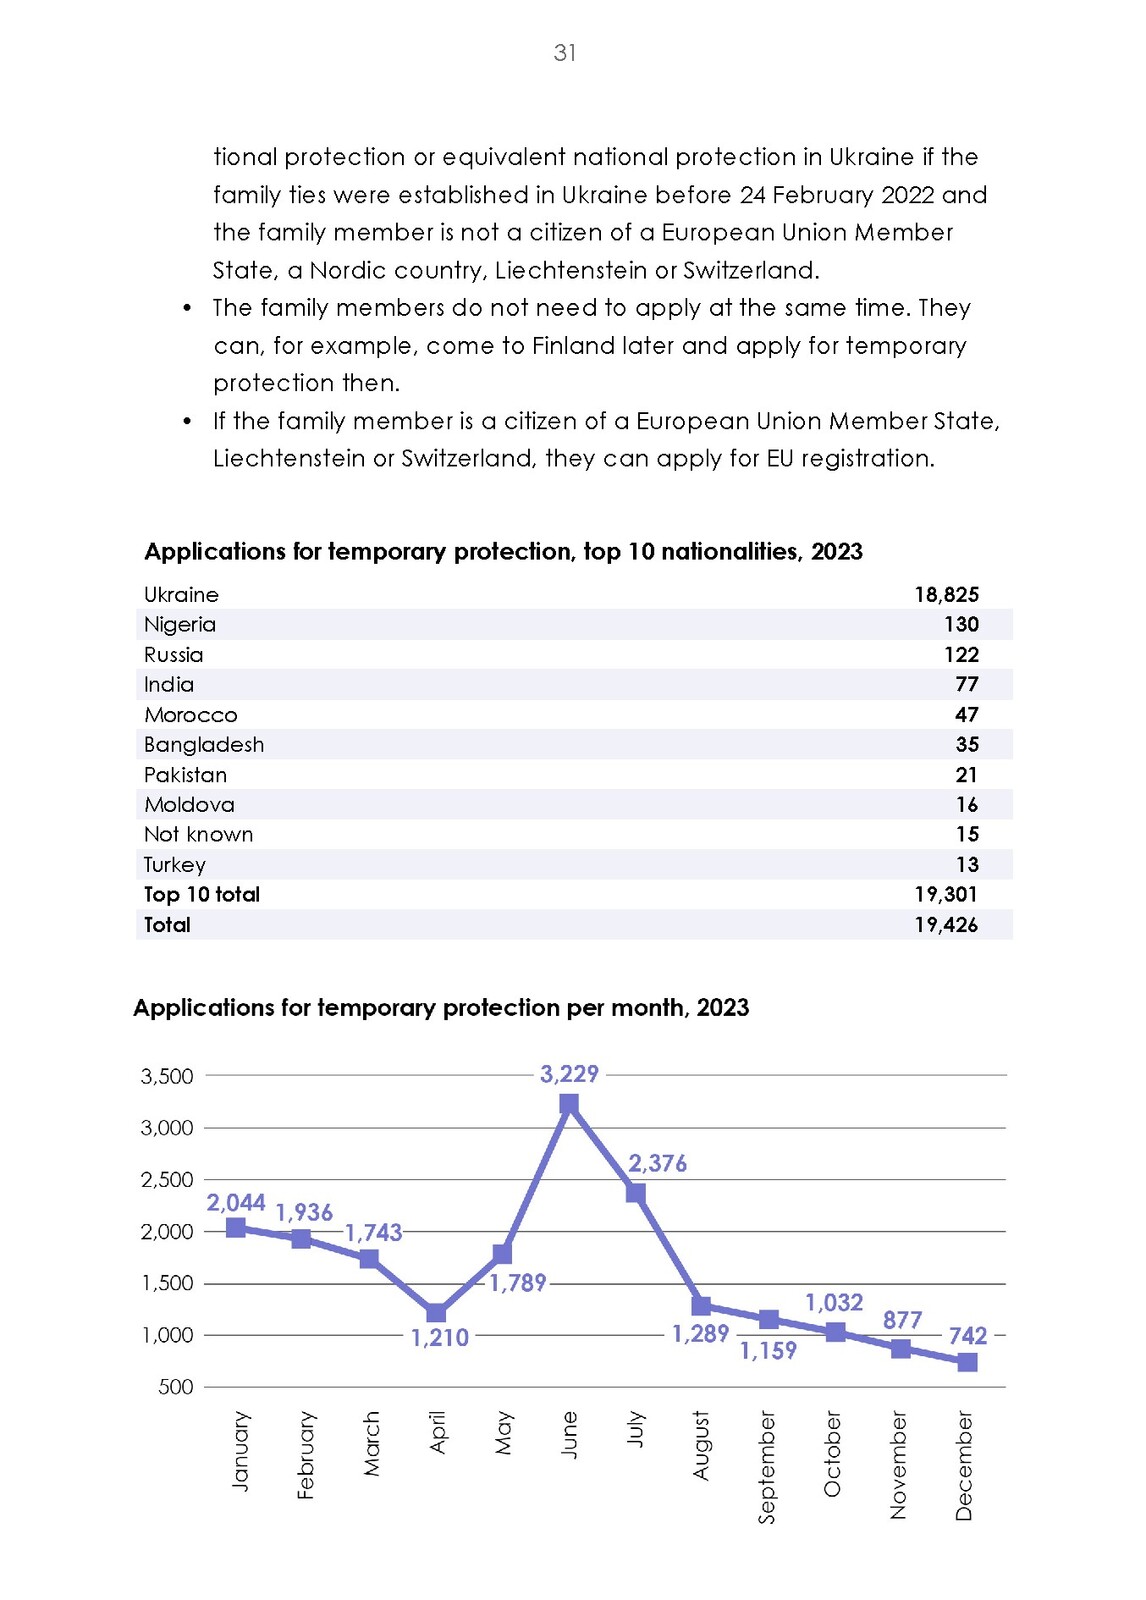 31
tional protection or equivalent national protection in Ukraine if the
family ties were established in Ukraine before 24 February 2022 and
the family member is not a citizen of a European Union Member
State, a Nordic country, Liechtenstein or Switzerland.
• The family members do not need to apply at the same time. They
can, for example, come to Finland later and apply for temporary
protection then.
• If the family member is a citizen of a European Union Member State,
Liechtenstein or Switzerland, they can apply for EU registration.
Applications for temporary protection, top 10 nationalities, 2023
Ukraine 18,825
Nigeria 130
Russia 122
India 77
Morocco 47
Bangladesh 35
Pakistan 21
Moldova 16
Not known 15
Turkey 13
Top 10 total 19,301
Total 19,426
Applications for temporary protection per month, 2023
3,500
3,000
2,500
2,000
1,500
1,000
500
2,044
1,936
1,743
1,210
1,789
3,229
2,376
1,289
1,159
1,032
877
742
January
February
March
April
May
June
July
August
September
October
November
December